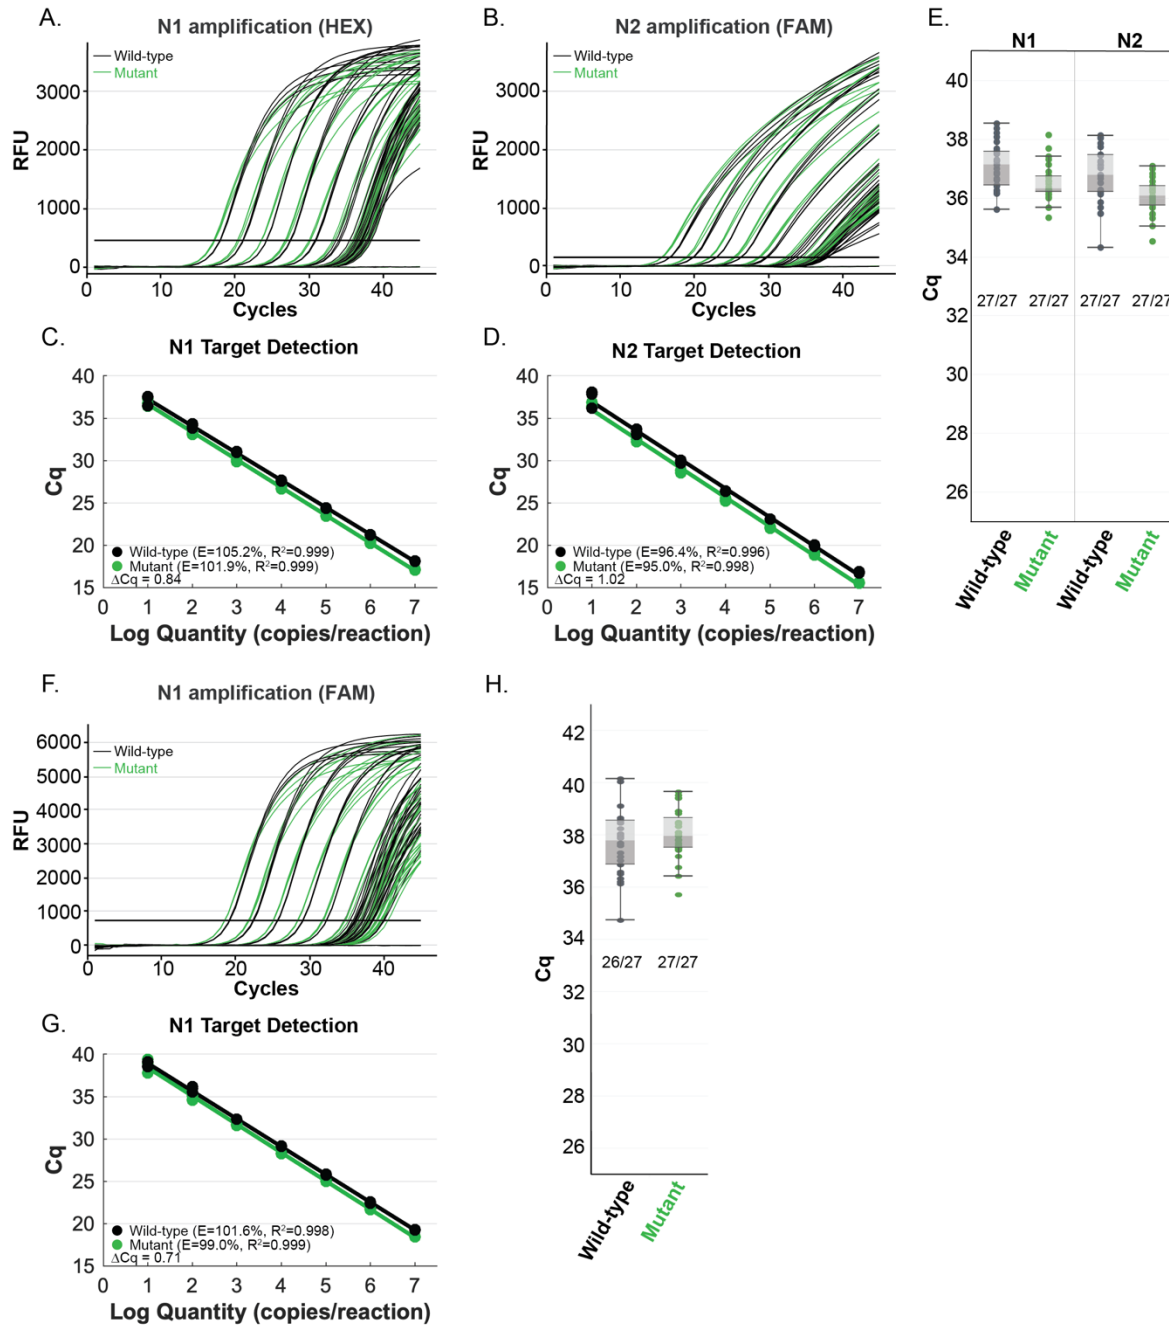 A.
N1 amplification (HEX)
Wild-type
Mutant
RFU
3000
2000
1000
0
0
10
20
30
40
Cycles
B.
N2 amplification (FAM)
Wild-type
Mutant
RFU
3000
2000
1000
0
0
10
20
30
40
Cycles
C.
N1 Target Detection
Cq
40
35
30
25
20
15
Wild-type (E=105.2%, R²=0.999)
Mutant (E=101.9%, R²=0.999)
ΔCq = 0.84
1 2 3 4 5 6 7
Log Quantity (copies/reaction)
D.
N2 Target Detection
Cq
40
35
30
25
20
15
Wild-type (E=96.4%, R²=0.996)
Mutant (E=95.0%, R²=0.998)
ΔCq = 1.02
1 2 3 4 5 6 7
Log Quantity (copies/reaction)
E.
N1 N2
40
38
36
34
32
30
28
26
Cq
27/27 27/27 27/27 27/27
Wild-type Mutant Wild-type Mutant
F.
N1 amplification (FAM)
Wild-type
Mutant
RFU
6000
5000
4000
3000
2000
1000
0
0 10 20 30 40
Cycles
G.
N1 Target Detection
Cq
40
35
30
25
20
15
Wild-type (E=101.6%, R²=0.998)
Mutant (E=99.0%, R²=0.999)
ΔCq = 0.71
1 2 3 4 5 6 7
Log Quantity (copies/reaction)
H.
42
40
38
36
34
32
30
28
26
Cq
26/27 27/27
Wild-type Mutant